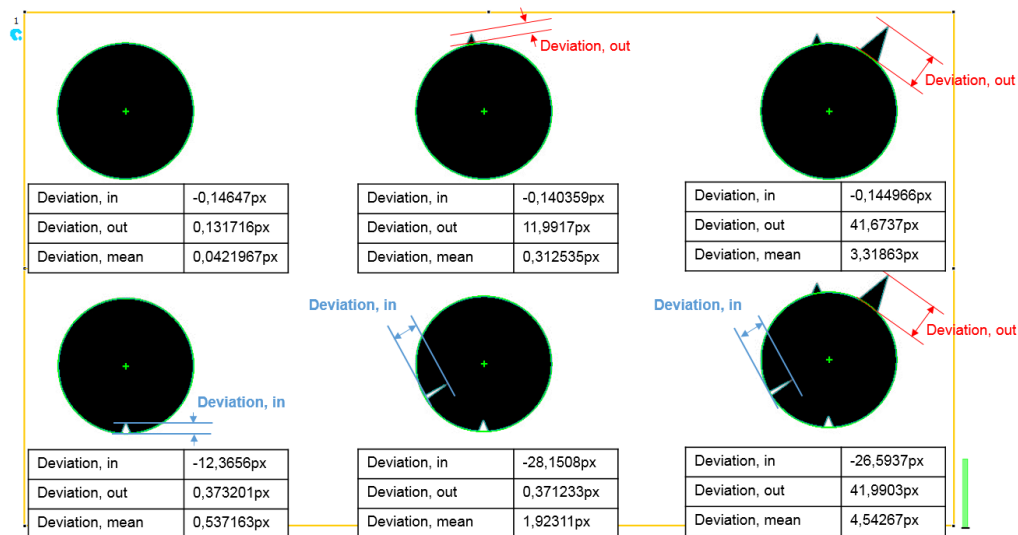 1
Deviation, out
Deviation, out
Deviation, in -0,14647px
Deviation, out 0,131716px
Deviation, mean 0,0421967px
Deviation, in -0,140359px
Deviation, out 11,9917px
Deviation, mean 0,312535px
Deviation, in -0,144966px
Deviation, out 41,6737px
Deviation, mean 3,31863px
Deviation, in
Deviation, in
Deviation, in
Deviation, out
Deviation, in -12,3656px
Deviation, out 0,373201px
Deviation, mean 0,537163px
Deviation, in -28,1508px
Deviation, out 0,371233px
Deviation, mean 1,92311px
Deviation, in -26,5937px
Deviation, out 41,9903px
Deviation, mean 4,54267px